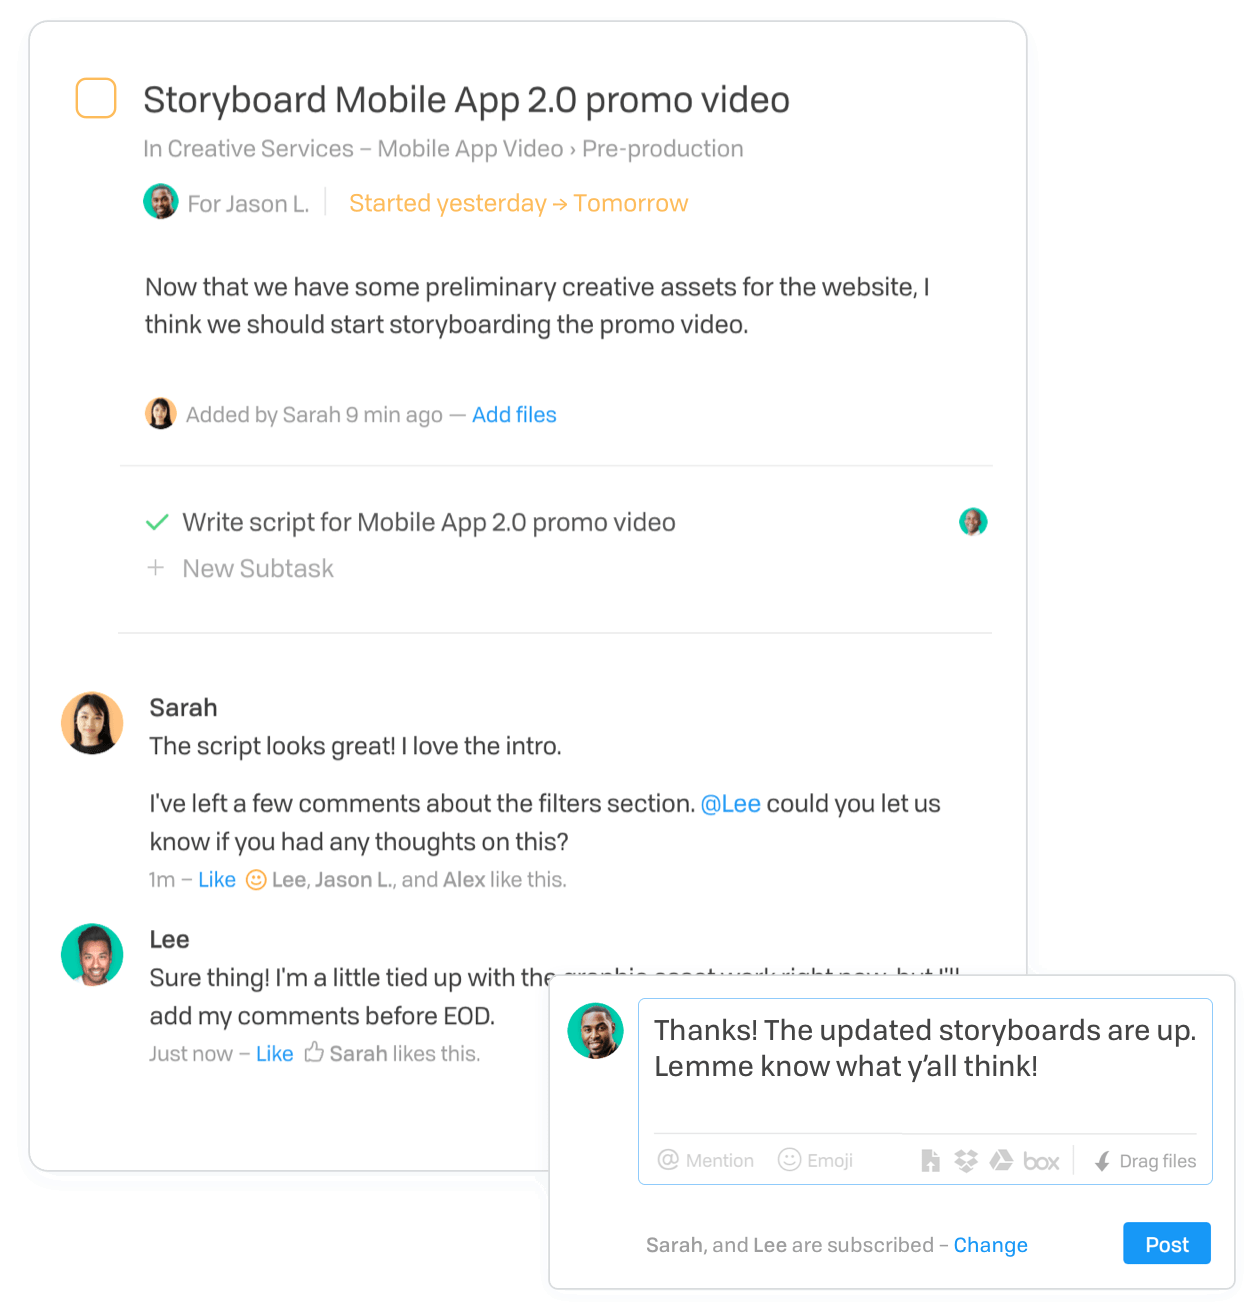 Storyboard Mobile App 2.0 promo video
In Creative Services – Mobile App Video › Pre-production
For Jason L.
Started yesterday → Tomorrow
Now that we have some preliminary creative assets for the website, I
think we should start storyboarding the promo video.
Added by Sarah 9 min ago — Add files
Write script for Mobile App 2.0 promo video
+ New Subtask
Sarah
The script looks great! I love the intro.
I've left a few comments about the filters section. @Lee could you let us
know if you had any thoughts on this?
1m – Like Lee, Jason L., and Alex like this.
Lee
Sure thing! I'm a little tied up with the graphic asset work right now, but I'll
add my comments before EOD.
Just now – Like Sarah likes this.
Thanks! The updated storyboards are up.
Lemme know what y’all think!
@ Mention Emoji box Drag files
Sarah, and Lee are subscribed – Change
Post